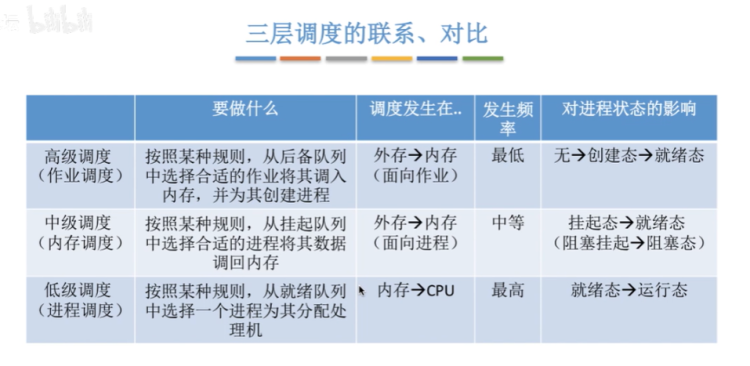 bilibili
三层调度的联系、对比
要做什么
调度发生在..
发生频
率
对进程状态的影响
高级调度
（作业调度）
按照某种规则，从后备队列
中选择合适的作业将其调入
内存，并为其创建进程
外存→内存
（面向作业）
最低
无→创建态→就绪态
中级调度
（内存调度）
按照某种规则，从挂起队列
中选择合适的进程将其数据
调回内存
外存→内存
（面向进程）
中等
挂起态→就绪态
（阻塞挂起→阻塞态）
低级调度
（进程调度）
按照某种规则，从就绪队列
中选择一个进程为其分配处
理机
内存→CPU
最高
就绪态→运行态